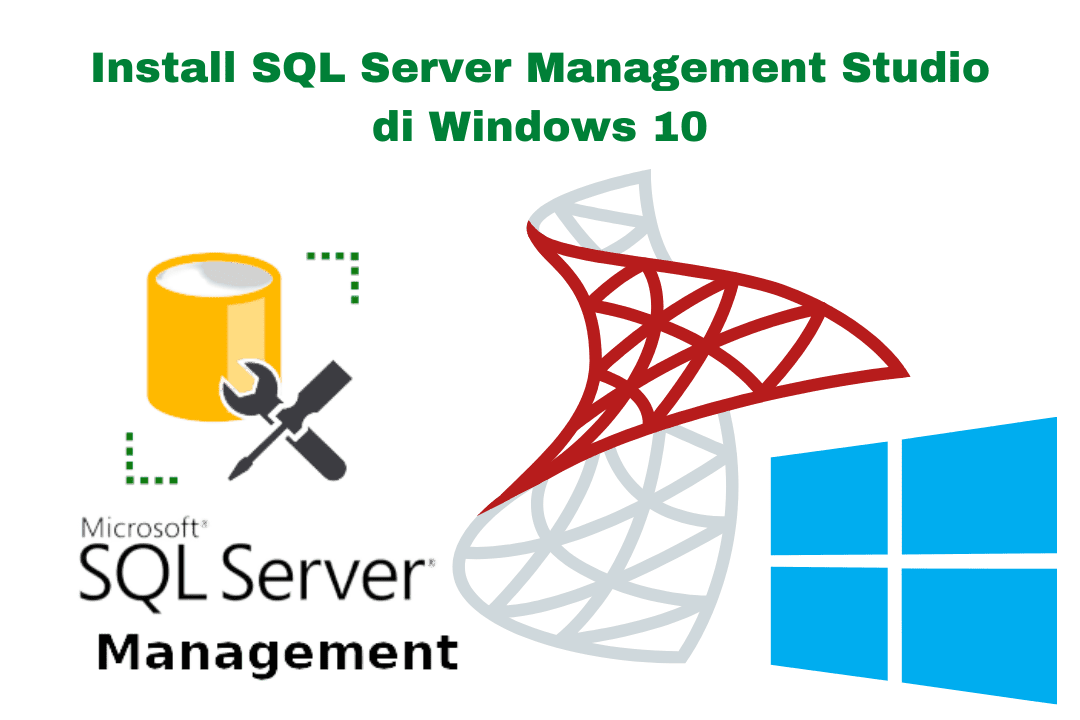 Install SQL Server Management Studio
di Windows 10
Microsoft®
SQL Server®
Management